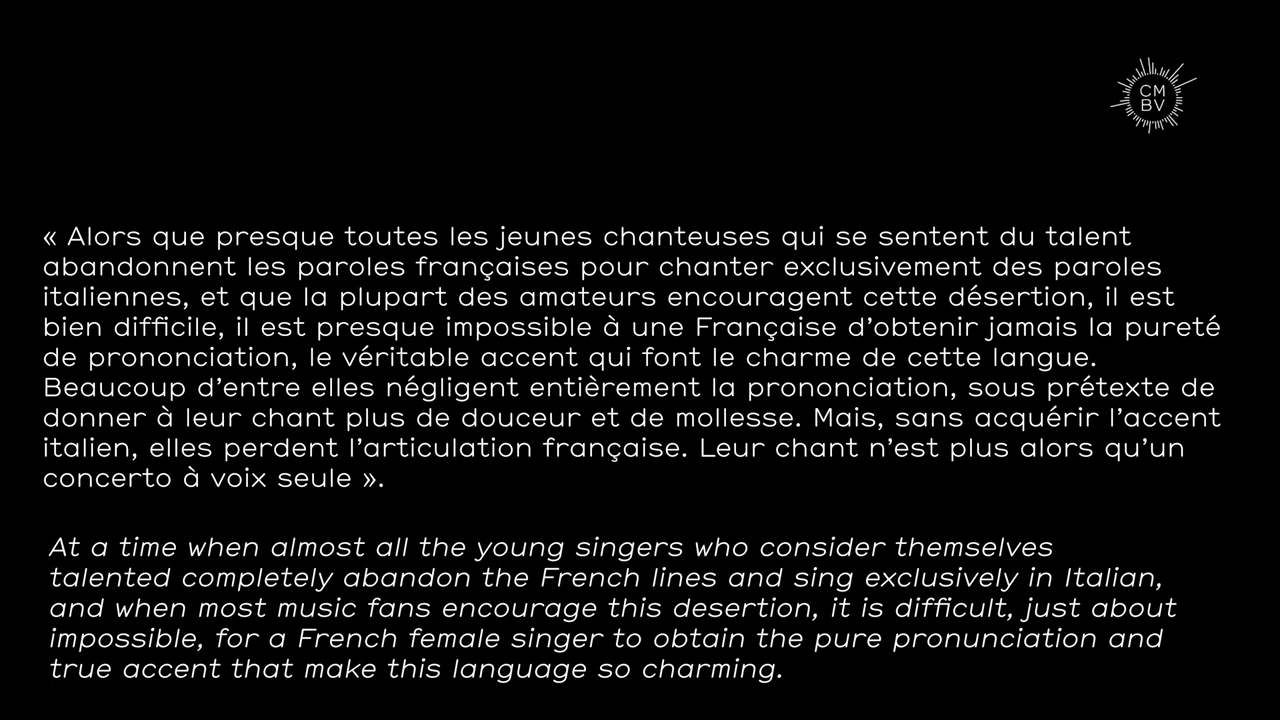 CM
BV
« Alors que presque toutes les jeunes chanteuses qui se sentent du talent
abandonnent les paroles françaises pour chanter exclusivement des paroles
italiennes, et que la plupart des amateurs encouragent cette désertion, il est
bien difficile, il est presque impossible à une Française d’obtenir jamais la pureté
de prononciation, le véritable accent qui font le charme de cette langue.
Beaucoup d’entre elles négligent entièrement la prononciation, sous prétexte de
donner à leur chant plus de douceur et de mollesse. Mais, sans acquérir l’accent
italien, elles perdent l’articulation française. Leur chant n’est plus alors qu’un
concerto à voix seule ».
At a time when almost all the young singers who consider themselves
talented completely abandon the French lines and sing exclusively in Italian,
and when most music fans encourage this desertion, it is difficult, just about
impossible, for a French female singer to obtain the pure pronunciation and
true accent that make this language so charming.